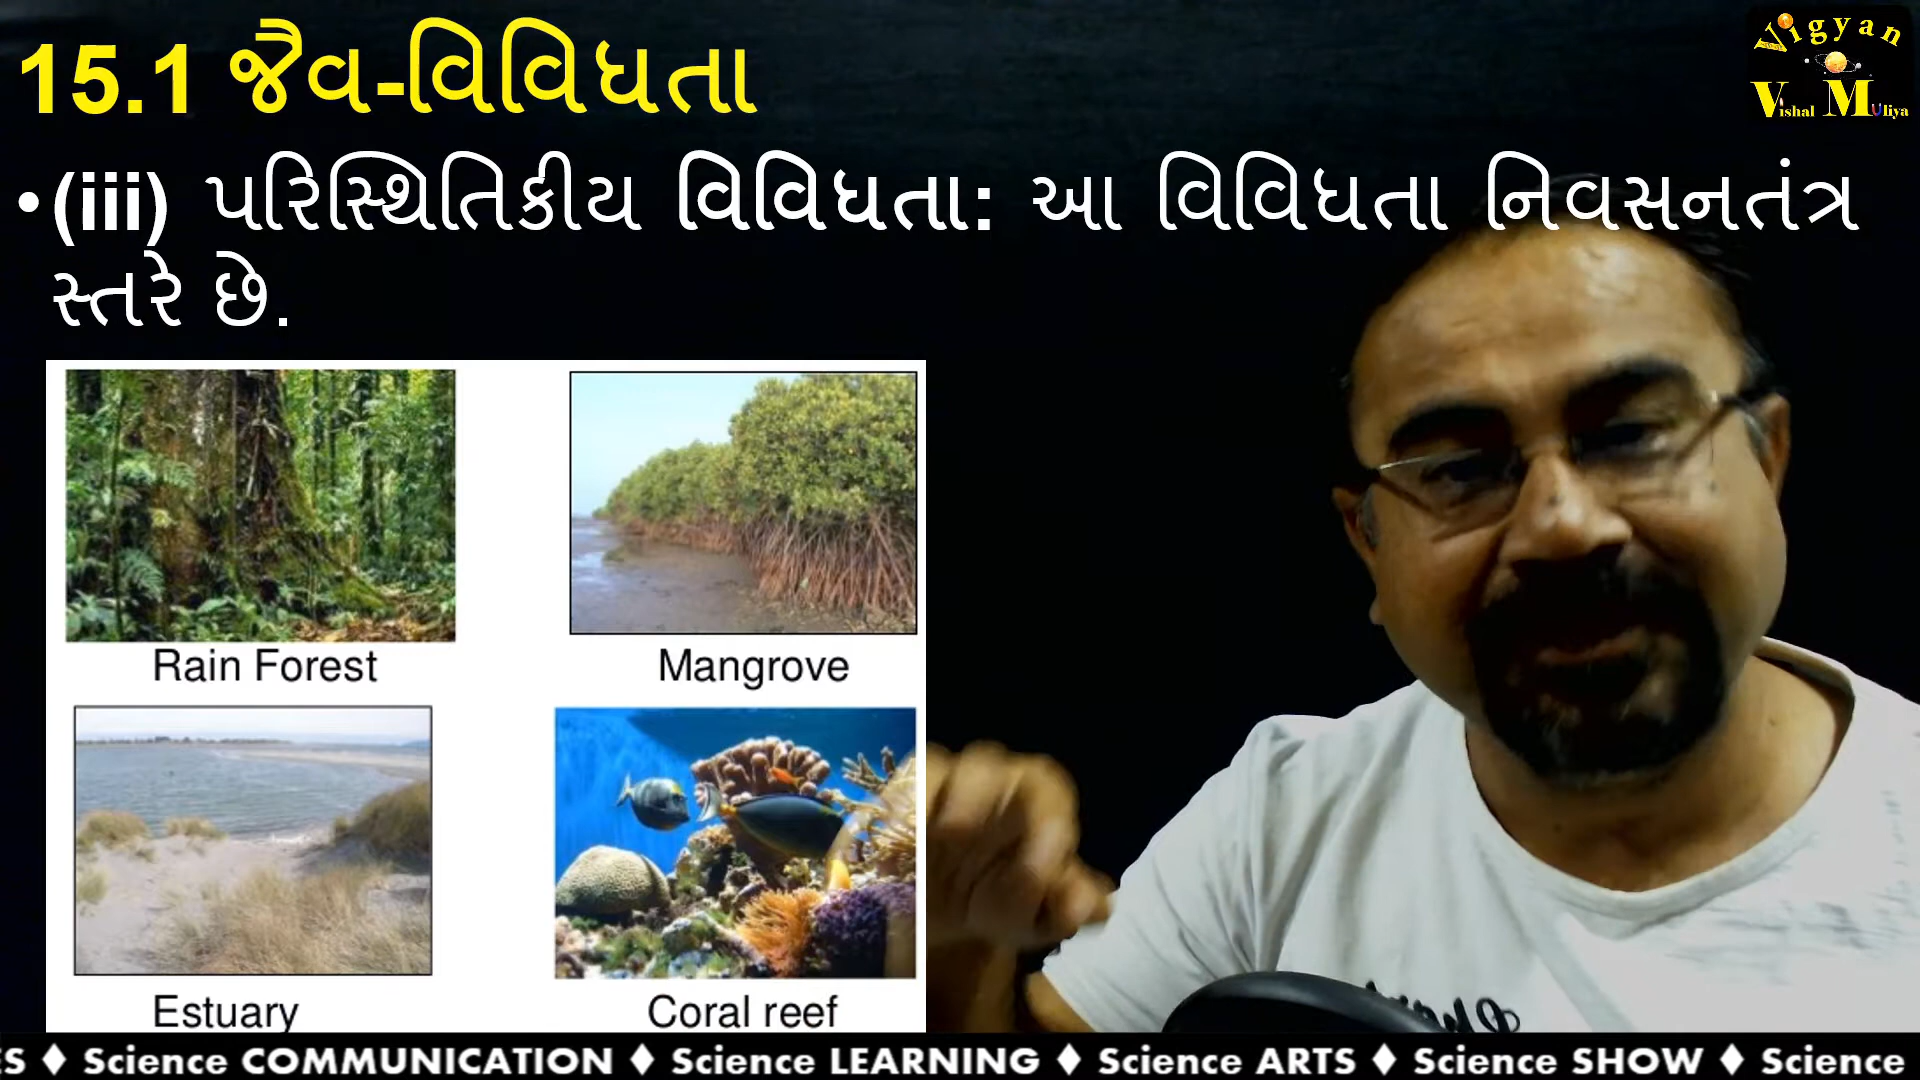 15.1 જૈવ-વિવિધતા
Vigyan
Vishal Muliya
•(iii) પરિસ્થિતિકીય વિવિધતા: આ વિવિધતા નિવસનતંત્ર
સ્તરે છે.
Rain Forest
Mangrove
Estuary
Coral reef
ES ♦ Science COMMUNICATION ♦ Science LEARNING ♦ Science ARTS ♦ Science SHOW ♦ Science